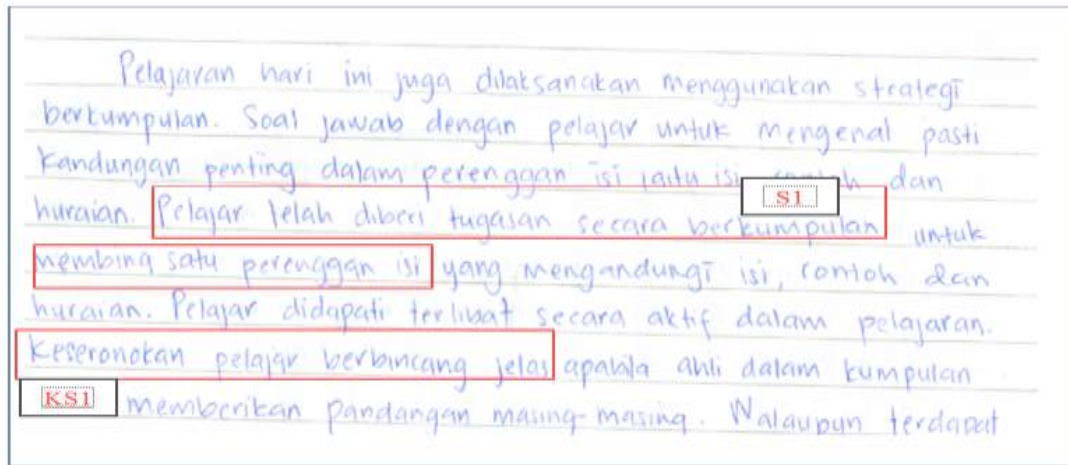 Pelajaran hari ini juga dilaksanakan menggunakan strategi
berkumpulan. Soal jawab dengan pelajar untuk mengenal pasti
kandungan penting dalam perenggan isi iaitu isi, contoh dan
S1
huraian. Pelajar telah diberi tugasan secara berkumpulan untuk
membina satu perenggan isi yang mengandungi isi, contoh dan
huraian. Pelajar didapati terlibat secara aktif dalam pelajaran.
Keseronokan pelajar berbincang jelas apabila ahli dalam kumpulan
KS1
memberikan pandangan masing-masing. Walaupun terdapat